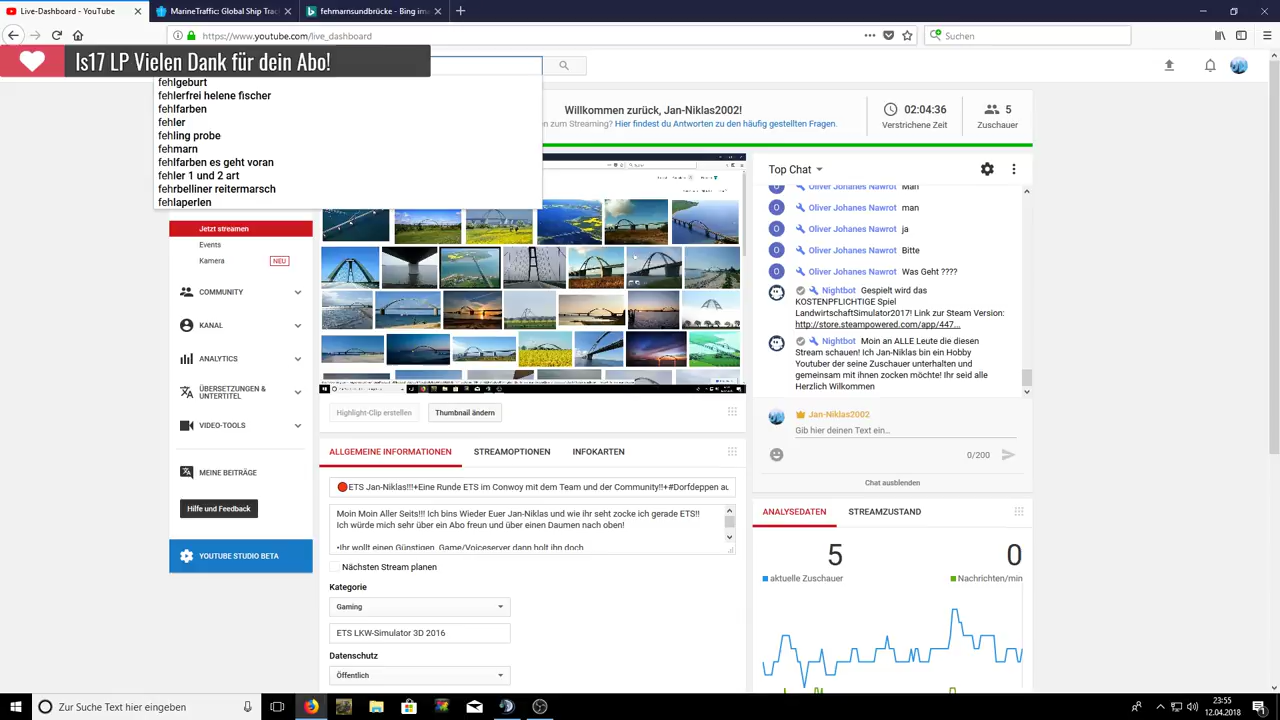 Live-Dashboard - YouTube
MarineTraffic: Global Ship Track
fehmarnsundbrücke - Bing ima
https://www.youtube.com/live_dashboard
Suchen
Is17 LP Vielen Dank für dein Abo!
fehlgeburt
fehlerfrei helene fischer
fehlfarben
fehler
fehling probe
fehmarn
fehlfarben es geht voran
fehler 1 und 2 art
fehrbelliner reitermarsch
fehlaperlen
Willkommen zurück, Jan-Niklas2002!
en zum Streaming? Hier findest du Antworten zu den häufig gestellten Fragen.
02:04:36
Verstrichene Zeit
5
Zuschauer
Jetzt streamen
Events
Kamera
NEU
COMMUNITY
KANAL
ANALYTICS
ÜBERSETZUNGEN &
UNTERTITEL
VIDEO-TOOLS
MEINE BEITRÄGE
Hilfe und Feedback
YOUTUBE STUDIO BETA
Highlight-Clip erstellen
Thumbnail ändern
ALLGEMEINE INFORMATIONEN
STREAMOPTIONEN
INFOKARTEN
ETS Jan-Niklas!!!+Eine Runde ETS im Conwoy mit dem Team und der Community!!+#Dorfdeppen au
Moin Moin Aller Seits!!! Ich bins Wieder Euer Jan-Niklas und wie ihr seht zocke ich gerade ETS!!
Ich würde mich sehr über ein Abo freun und über einen Daumen nach oben!
•Ihr wollt einen Günstigen Game/Voiceserver dann holt ihn doch
Nächsten Stream planen
Kategorie
Gaming
ETS LKW-Simulator 3D 2016
Datenschutz
Öffentlich
Top Chat
Oliver Johanes Nawrot Man
Oliver Johanes Nawrot man
Oliver Johanes Nawrot ja
Oliver Johanes Nawrot Bitte
Oliver Johanes Nawrot Was Geht ????
Nightbot Gespielt wird das
KOSTENPFLICHTIGE Spiel
LandwirtschaftSimulator2017! Link zur Steam Version:
http://store.steampowered.com/app/447...
Nightbot Moin an ALLE Leute die diesen
Stream schauen! Ich Jan-Niklas bin ein Hobby
Youtuber der seine Zuschauer unterhalten und
gemeinsam mit ihnen zocken möchte! Ihr seid alle
Herzlich Willkommen
Jan-Niklas2002
Gib hier deinen Text ein…
0/200
Chat ausblenden
ANALYSEDATEN
STREAMZUSTAND
5
aktuelle Zuschauer
0
Nachrichten/min
Zur Suche Text hier eingeben
23:55
12.04.2018
1